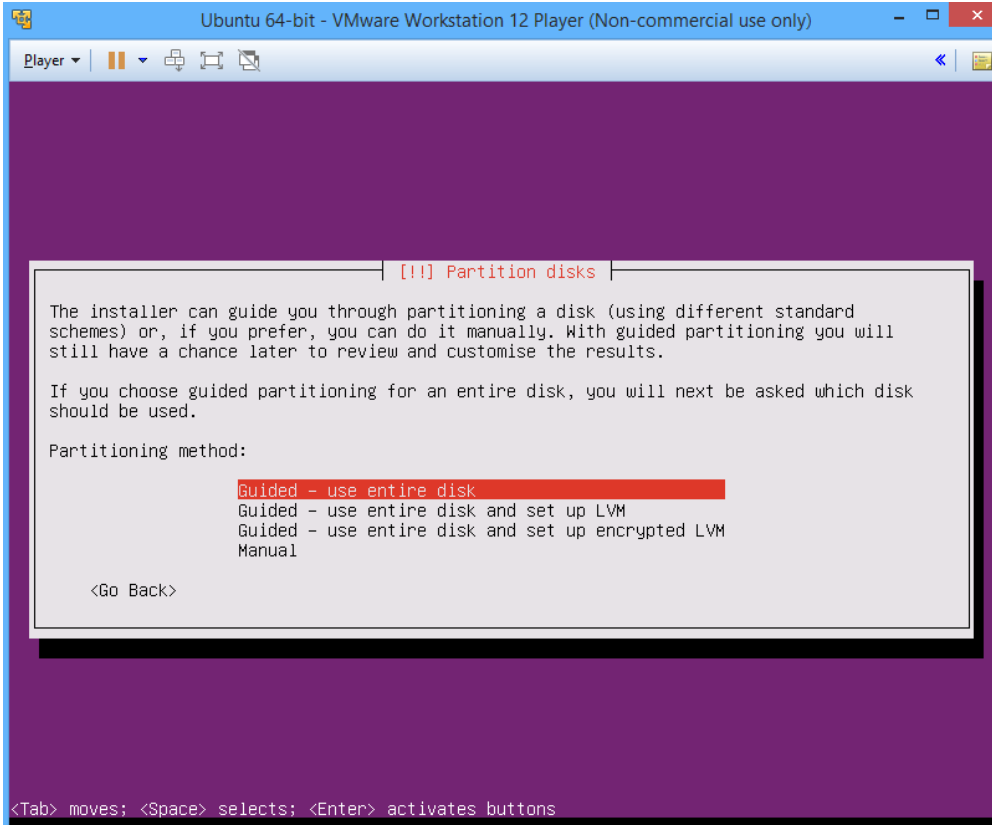 Ubuntu 64-bit - VMware Workstation 12 Player (Non-commercial use only)
Player
[!!] Partition disks
The installer can guide you through partitioning a disk (using different standard
schemes) or, if you prefer, you can do it manually. With guided partitioning you will
still have a chance later to review and customise the results.
If you choose guided partitioning for an entire disk, you will next be asked which disk
should be used.
Partitioning method:
Guided - use entire disk
Guided - use entire disk and set up LVM
Guided - use entire disk and set up encrypted LVM
Manual
<Go Back>
<Tab> moves; <Space> selects; <Enter> activates buttons